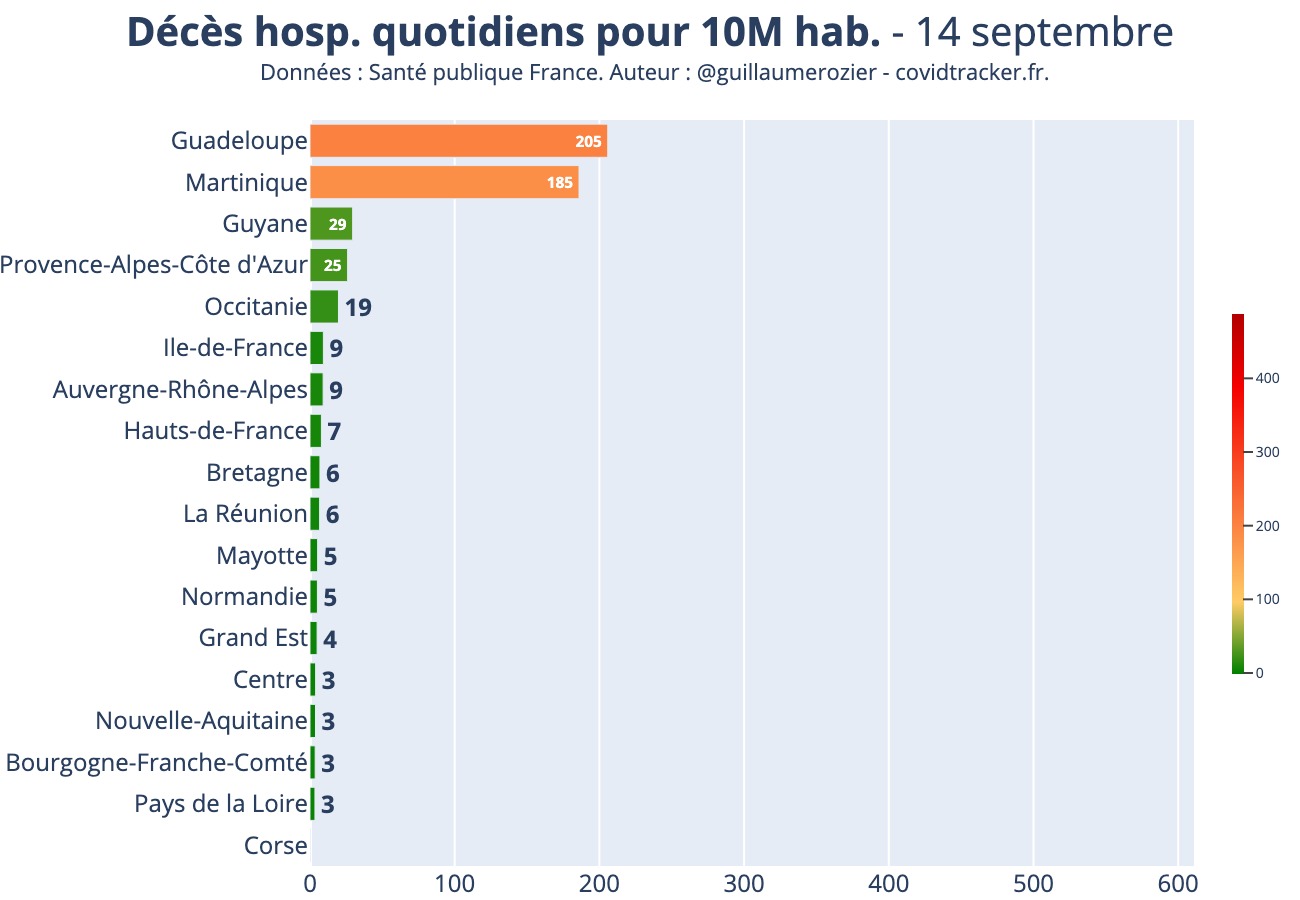 Décès hosp. quotidiens pour 10M hab. - 14 septembre
Données : Santé publique France. Auteur : @guillaumerozier - covidtracker.fr.
Guadeloupe 205
Martinique 185
Guyane 29
Provence-Alpes-Côte d'Azur 25
Occitanie 19
Ile-de-France 9
Auvergne-Rhône-Alpes 9
Hauts-de-France 7
Bretagne 6
La Réunion 6
Mayotte 5
Normandie 5
Grand Est 4
Centre 3
Nouvelle-Aquitaine 3
Bourgogne-Franche-Comté 3
Pays de la Loire 3
Corse
0 100 200 300 400 500 600
400
300
200
100
0